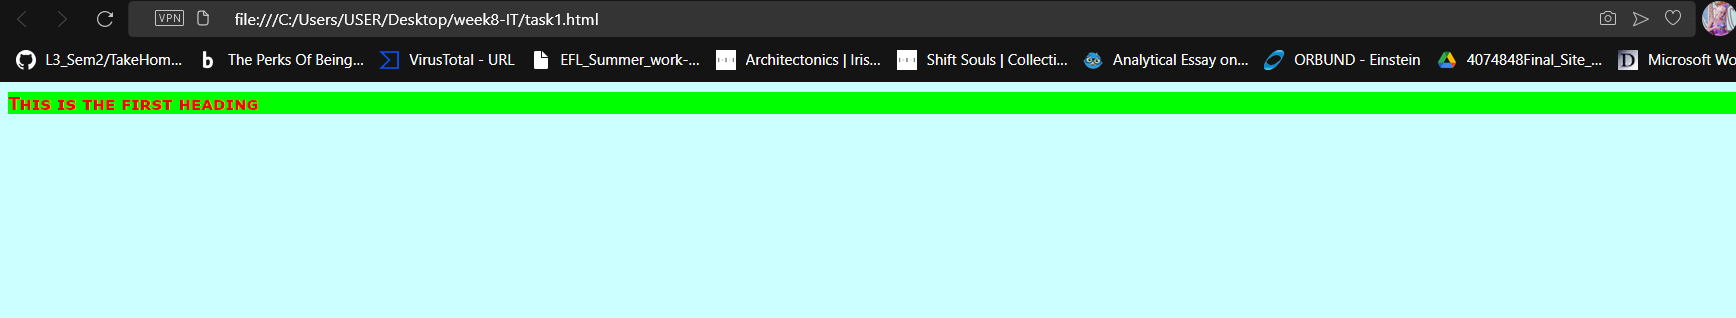 VPN file:///C:/Users/USER/Desktop/week8-IT/task1.html
L3_Sem2/TakeHom... The Perks Of Being... VirusTotal - URL EFL_Summer_work-... Architectonics | Iris... Shift Souls | Collecti... Analytical Essay on... ORBUND - Einstein 4074848Final_Site_... Microsoft Wo
This is the first heading